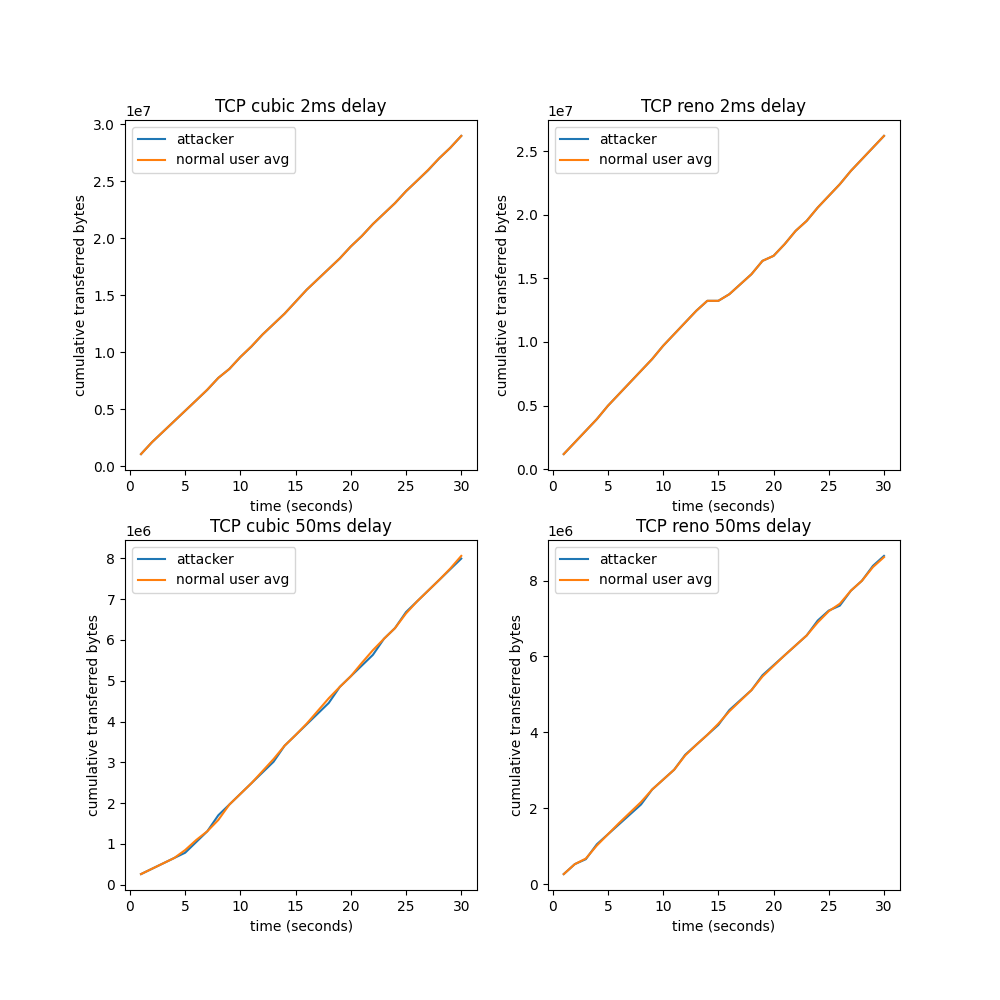 TCP cubic 2ms delay
1e7
attacker
normal user avg
3.0
2.5
2.0
1.5
1.0
0.5
0.0
cumulative transferred bytes
0 5 10 15 20 25 30
time (seconds)
TCP reno 2ms delay
1e7
attacker
normal user avg
2.5
2.0
1.5
1.0
0.5
0.0
cumulative transferred bytes
0 5 10 15 20 25 30
time (seconds)
TCP cubic 50ms delay
1e6
attacker
normal user avg
8
7
6
5
4
3
2
1
0
cumulative transferred bytes
0 5 10 15 20 25 30
time (seconds)
TCP reno 50ms delay
1e6
attacker
normal user avg
8
6
4
2
0
cumulative transferred bytes
0 5 10 15 20 25 30
time (seconds)